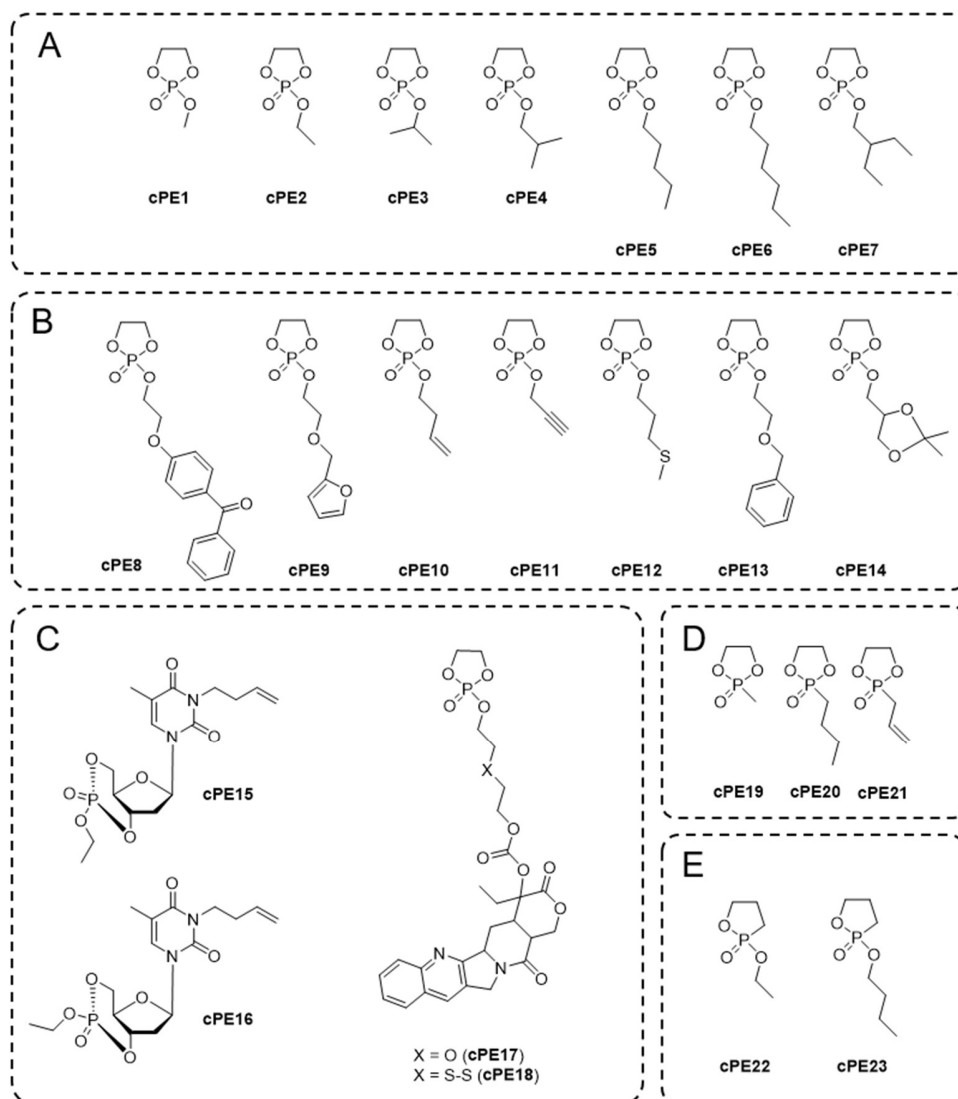 A
O O O O O O O O O O O O O O
P P P P P P P
O O O O O O O O O O O O O O
cPE1 cPE2 cPE3 cPE4
cPE5 cPE6 cPE7
B
O O O O O O O O O O O O O O
P P P P P P P
O O O O O O O O O O O O O O
O
O O S O O
O
O
cPE8 cPE9 cPE10 cPE11 cPE12 cPE13 cPE14
C
O
N
N O
O O
O P
O O
cPE15
O
N
N O
O O
O P
O O
cPE16
O O
P
O O
X
O
O O O
O
N
N
O
X = O (cPE17)
X = S-S (cPE18)
D
O O O O O O
P P P
O O O
cPE19 cPE20 cPE21
E
O O
P P
O O O O
cPE22 cPE23